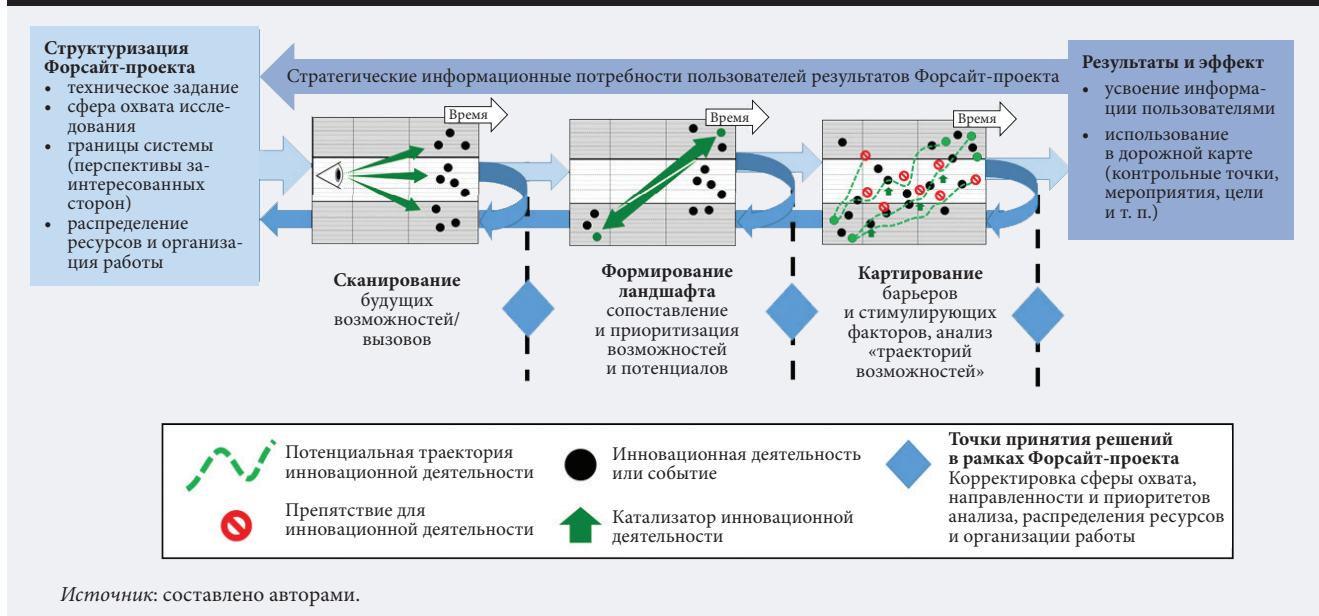 Структуризация
Форсайт-проекта
• техническое задание
• сфера охвата иссле-
дования
• границы системы
(перспективы за-
интересованных
сторон)
• распределение
ресурсов и организа-
ция работы
Стратегические информационные потребности пользователей результатов Форсайт-проекта
Результаты и эффект
• усвоение информа-
ции пользователями
• использование
в дорожной карте
(контрольные точки,
мероприятия, цели
и т. п.)
Время
Время
Время
Сканирование
будущих
возможностей/
вызовов
Формирование
ландшафта
сопоставление
и приоритизация
возможностей
и потенциалов
Картирование
барьеров
и стимулирующих
факторов, анализ
«траекторий
возможностей»
Потенциальная траектория
инновационной деятельности
Препятствие для
инновационной деятельности
Инновационная деятельность
или событие
Катализатор инновационной
деятельности
Точки принятия решений
в рамках Форсайт-проекта
Корректировка сферы охвата,
направленности и приоритетов
анализа, распределения ресурсов
и организации работы
Источник: составлено авторами.